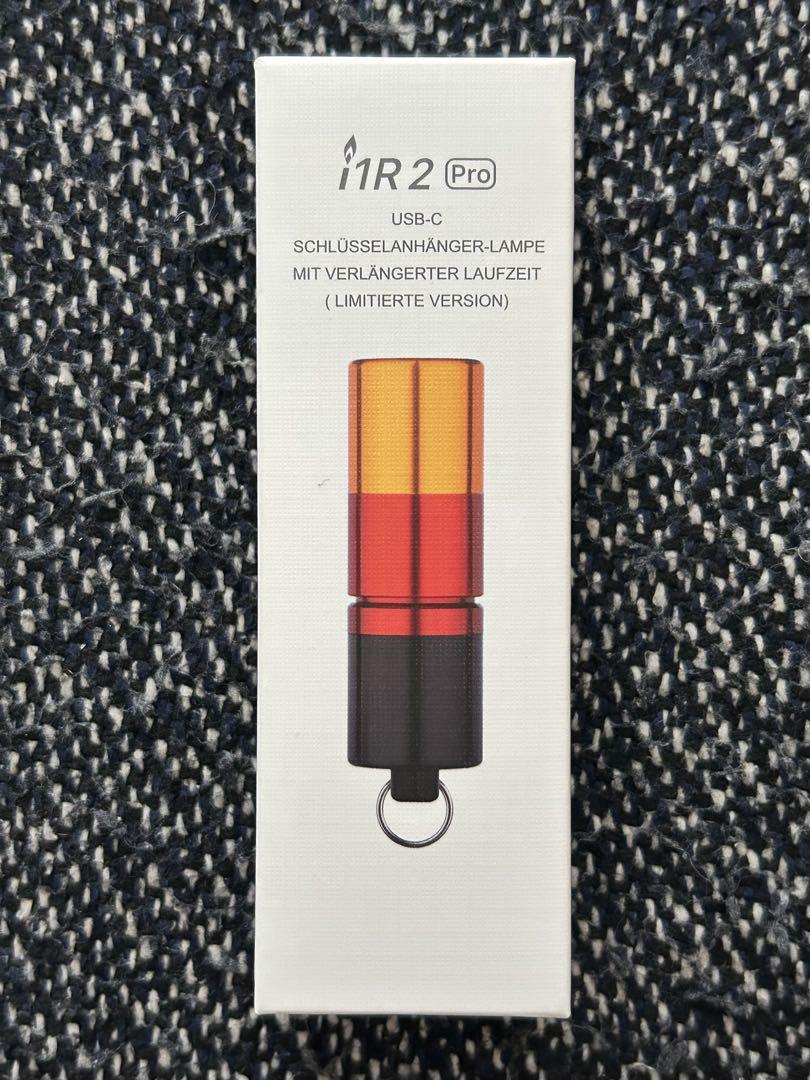 i1R 2 Pro
USB-C
SCHLÜSSELANHÄNGER-LAMPE
MIT VERLÄNGERTER LAUFZEIT
( LIMITIERTE VERSION)